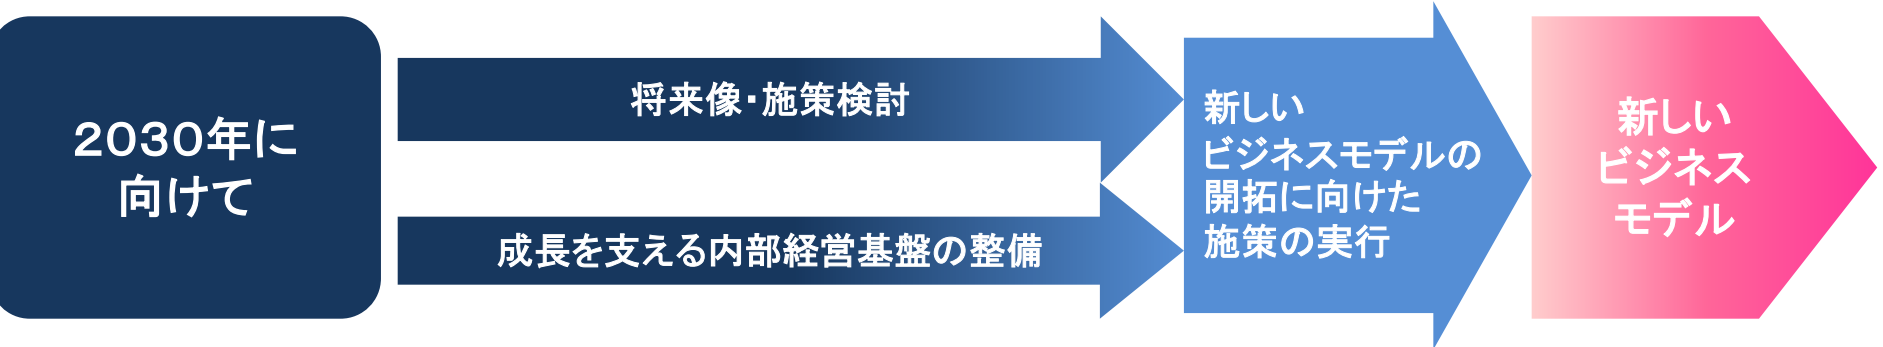 2030年に
向けて
将来像・施策検討
成長を支える内部経営基盤の整備
新しい
ビジネスモデルの
開拓に向けた
施策の実行
新しい
ビジネス
モデル